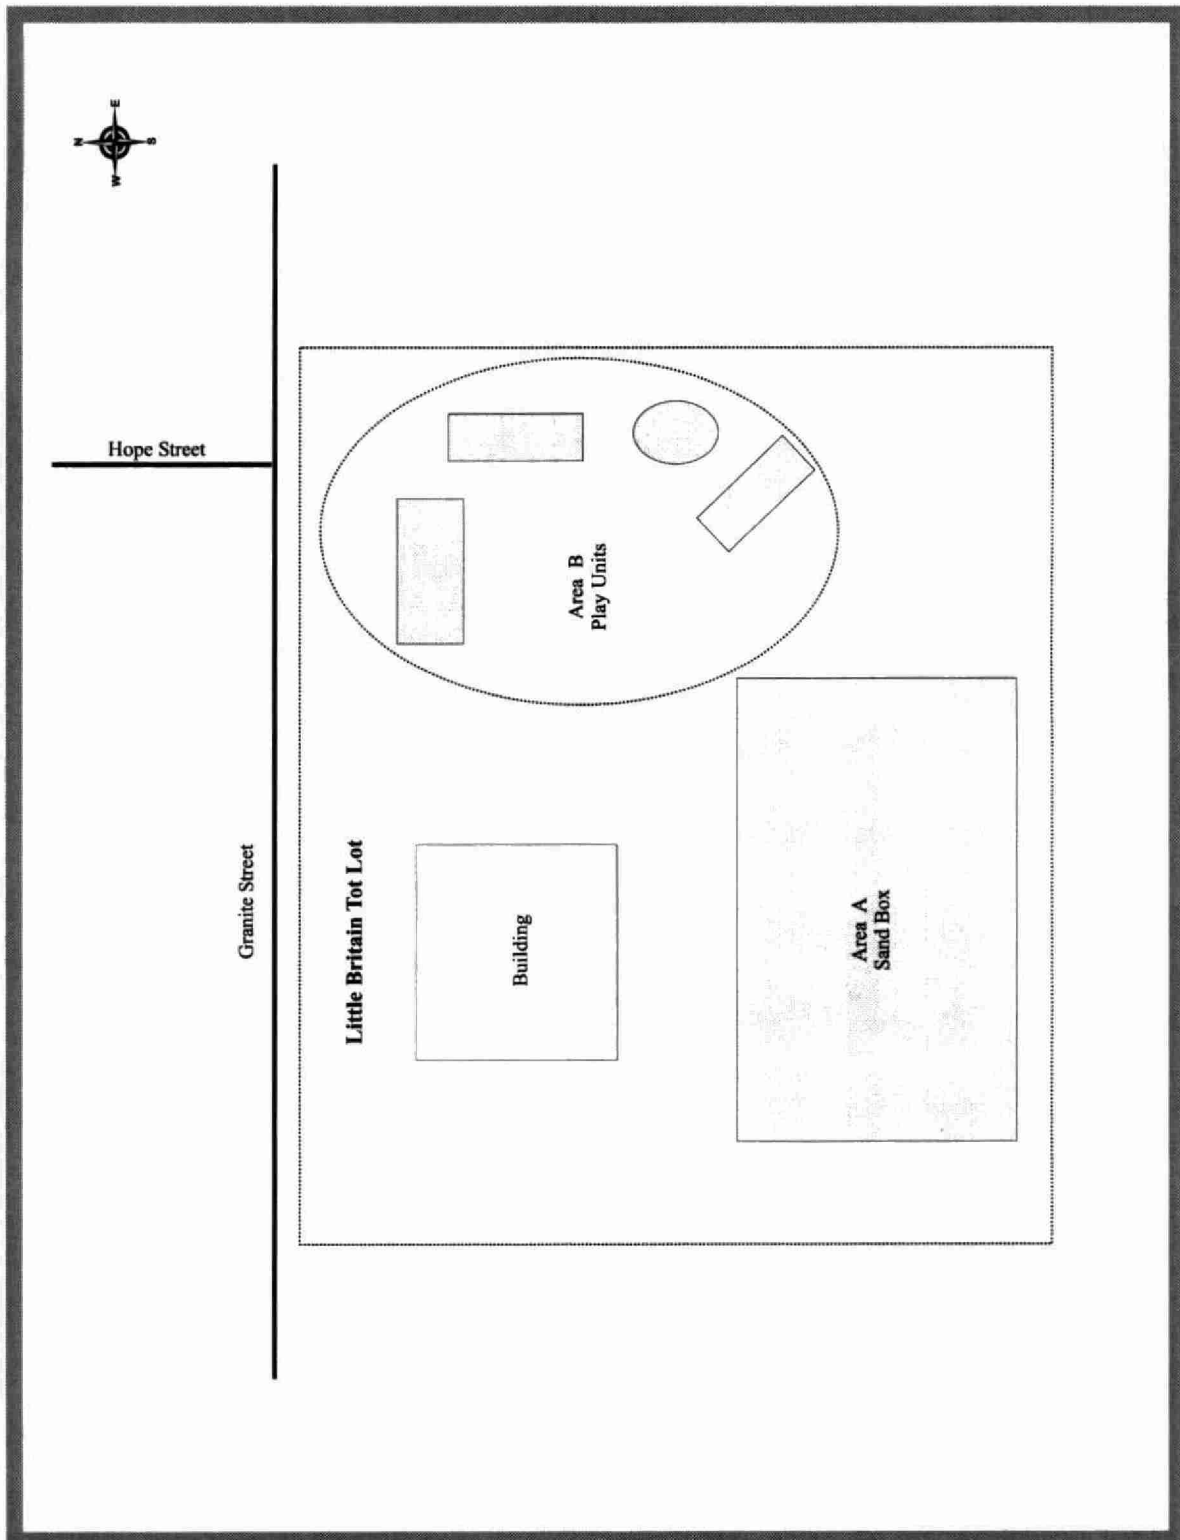 N
E
W
S
Hope Street
Granite Street
Little Britain Tot Lot
Building
Area B
Play Units
Area A
Sand Box